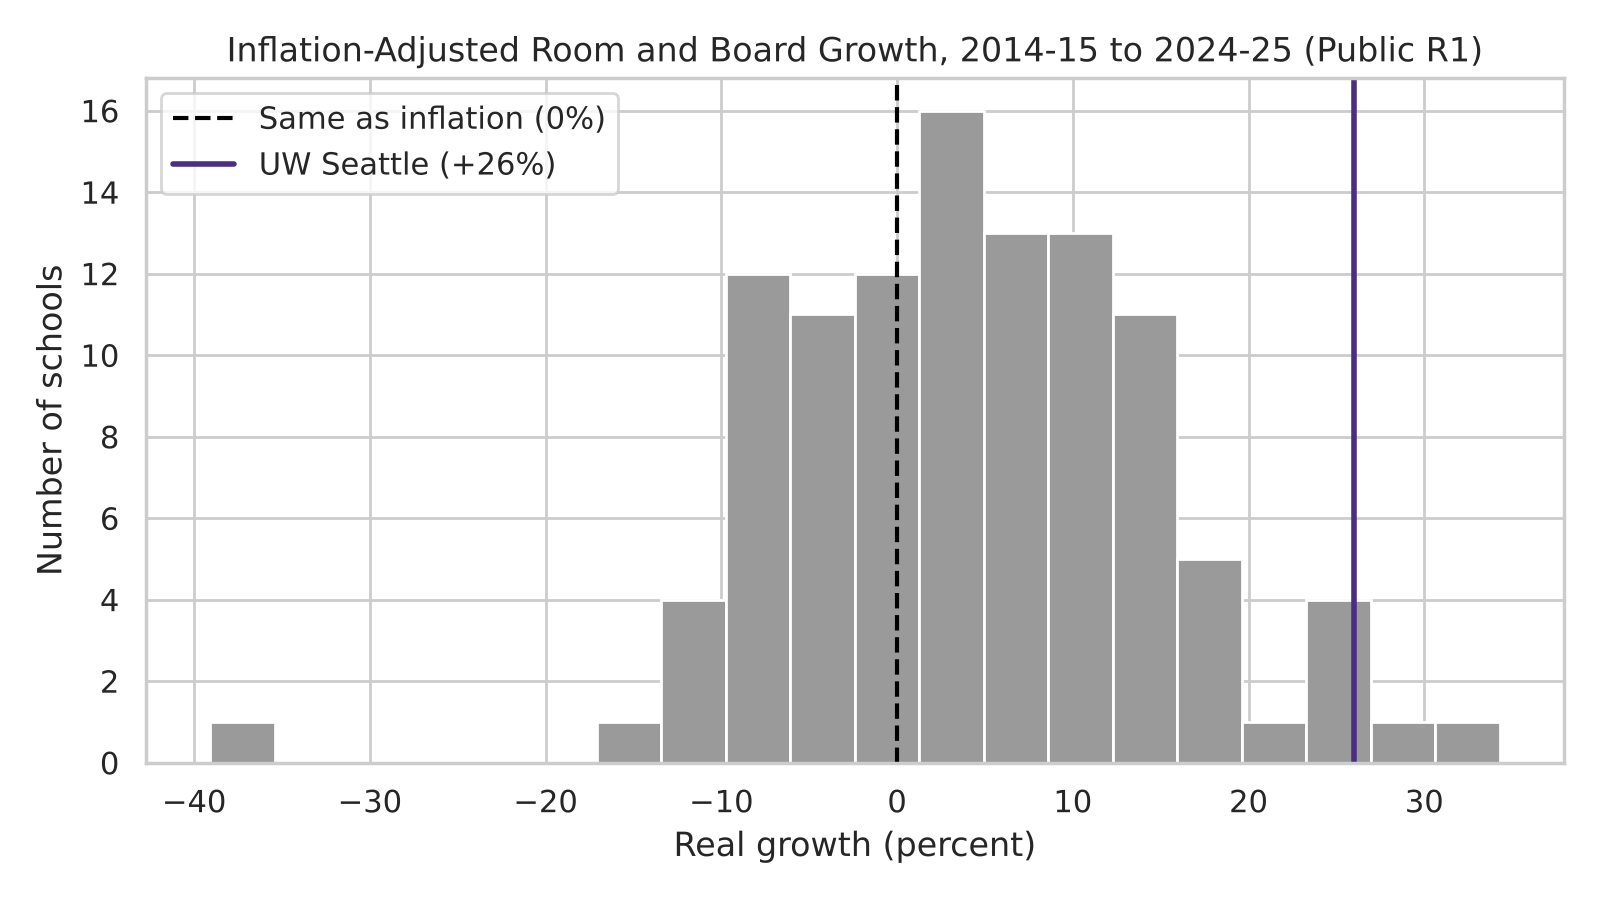 Inflation-Adjusted Room and Board Growth, 2014-15 to 2024-25 (Public R1)
Same as inflation (0%)
UW Seattle (+26%)
Number of schools
16
14
12
10
8
6
4
2
0
−40 −30 −20 −10 0 10 20 30
Real growth (percent)